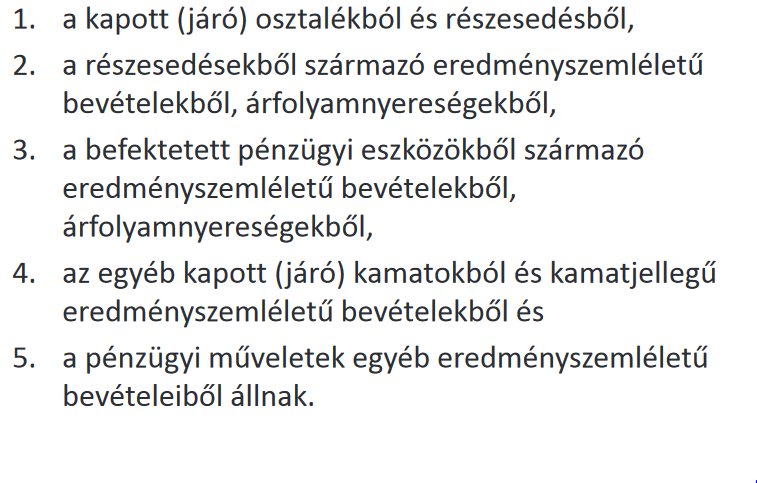 1. a kapott (járó) osztalékból és részesedésből,
2. a részesedésekből származó eredményszemléletű
bevételekből, árfolyamnyereségekből,
3. a befektetett pénzügyi eszközökből származó
eredményszemléletű bevételekből,
árfolyamnyereségekből,
4. az egyéb kapott (járó) kamatokból és kamatjellegű
eredményszemléletű bevételekből és
5. a pénzügyi műveletek egyéb eredményszemléletű
bevételeiből állnak.